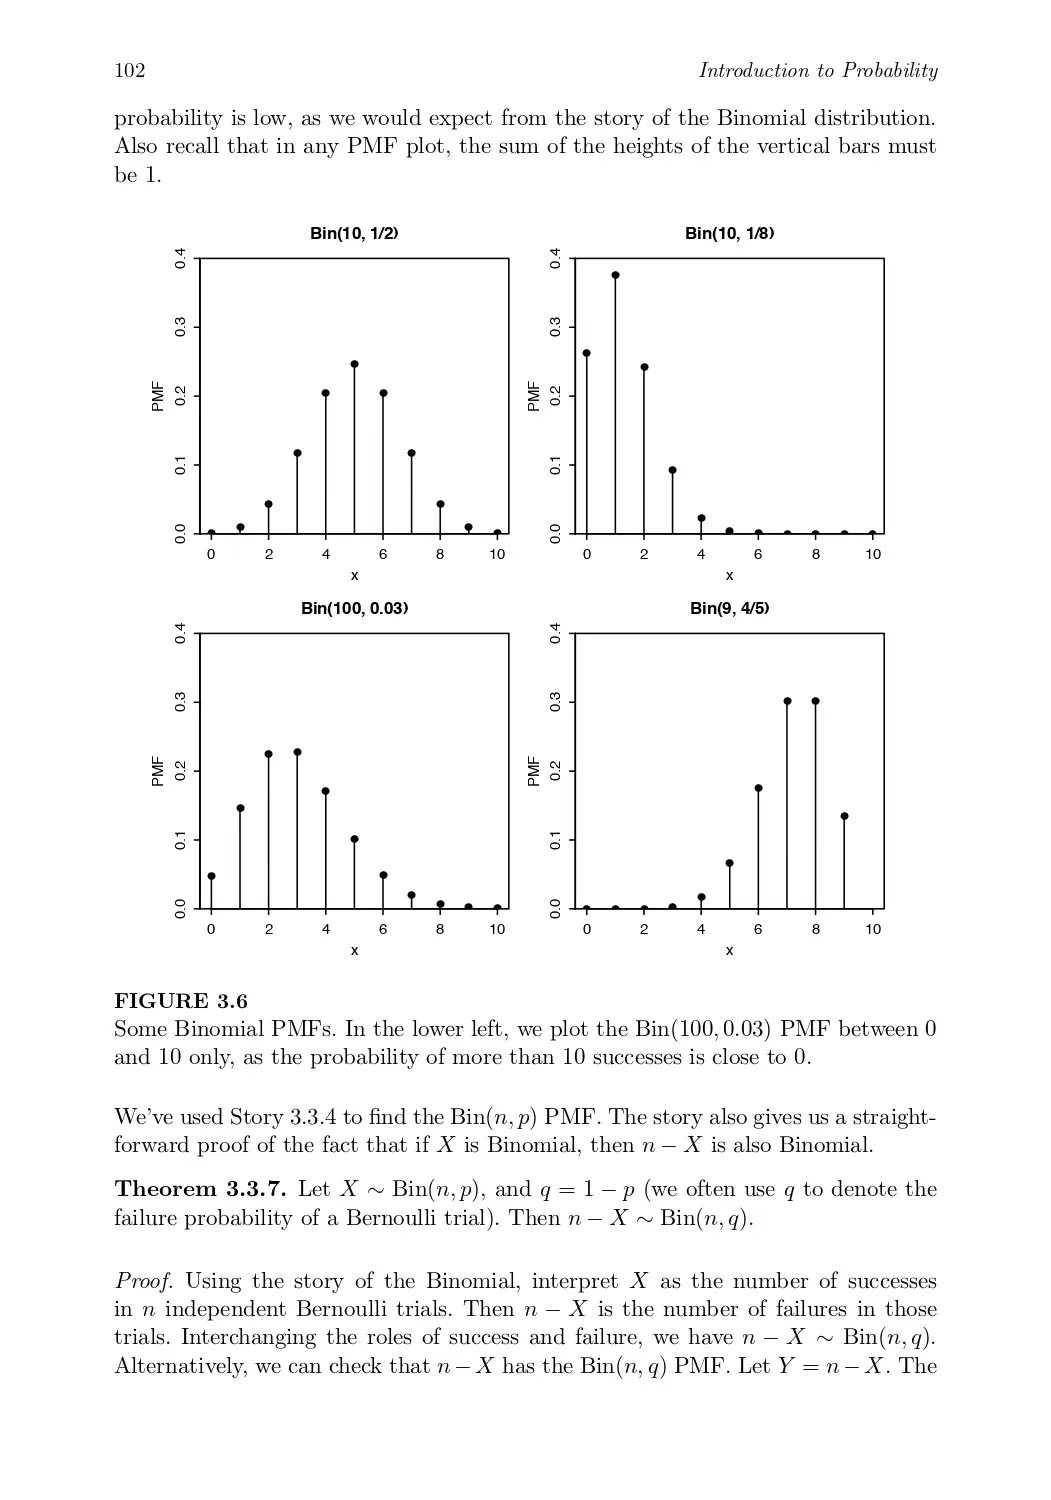 102 Introduction to Probability
probability is low, as we would expect from the story of the Binomial distribution.
Also recall that in any PMF plot, the sum of the heights of the vertical bars must
be 1.
Bin(10, 1/2)
PMF
0.0 0.1 0.2 0.3 0.4
0 2 4 6 8 10
x
Bin(10, 1/8)
PMF
0.0 0.1 0.2 0.3 0.4
0 2 4 6 8 10
x
Bin(100, 0.03)
PMF
0.0 0.1 0.2 0.3 0.4
0 2 4 6 8 10
x
Bin(9, 4/5)
PMF
0.0 0.1 0.2 0.3 0.4
0 2 4 6 8 10
x
FIGURE 3.6
Some Binomial PMFs. In the lower left, we plot the Bin(100, 0.03) PMF between 0
and 10 only, as the probability of more than 10 successes is close to 0.
We've used Story 3.3.4 to find the Bin(n, p) PMF. The story also gives us a straight-
forward proof of the fact that if X is Binomial, then n − X is also Binomial.
Theorem 3.3.7. Let X ∼ Bin(n, p), and q = 1 − p (we often use q to denote the
failure probability of a Bernoulli trial). Then n − X ∼ Bin(n, q).
Proof. Using the story of the Binomial, interpret X as the number of successes
in n independent Bernoulli trials. Then n − X is the number of failures in those
trials. Interchanging the roles of success and failure, we have n − X ∼ Bin(n, q).
Alternatively, we can check that n − X has the Bin(n, q) PMF. Let Y = n − X. The